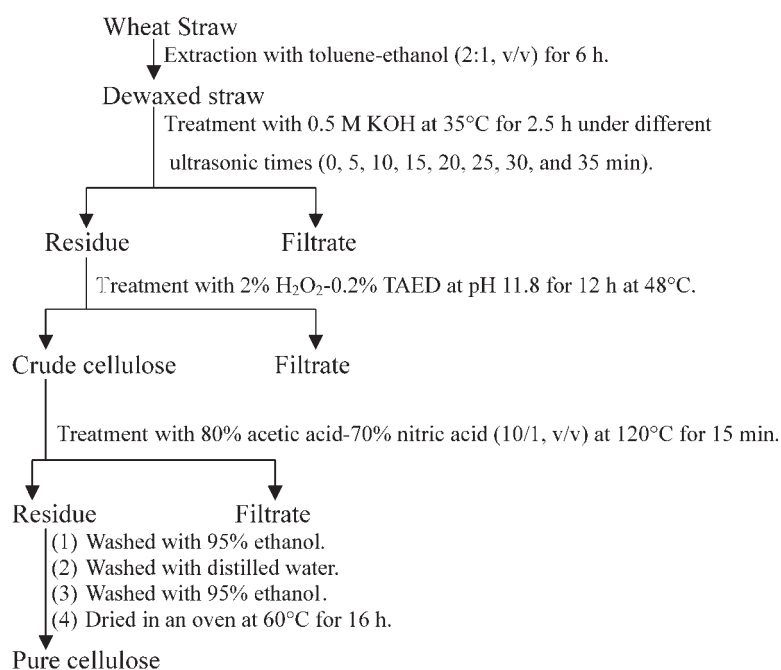 Wheat Straw
Extraction with toluene-ethanol (2:1, v/v) for 6 h.
Dewaxed straw
Treatment with 0.5 M KOH at 35°C for 2.5 h under different
ultrasonic times (0, 5, 10, 15, 20, 25, 30, and 35 min).
Residue Filtrate
Treatment with 2% H₂O₂-0.2% TAED at pH 11.8 for 12 h at 48°C.
Crude cellulose Filtrate
Treatment with 80% acetic acid-70% nitric acid (10/1, v/v) at 120°C for 15 min.
Residue Filtrate
(1) Washed with 95% ethanol.
(2) Washed with distilled water.
(3) Washed with 95% ethanol.
(4) Dried in an oven at 60°C for 16 h.
Pure cellulose